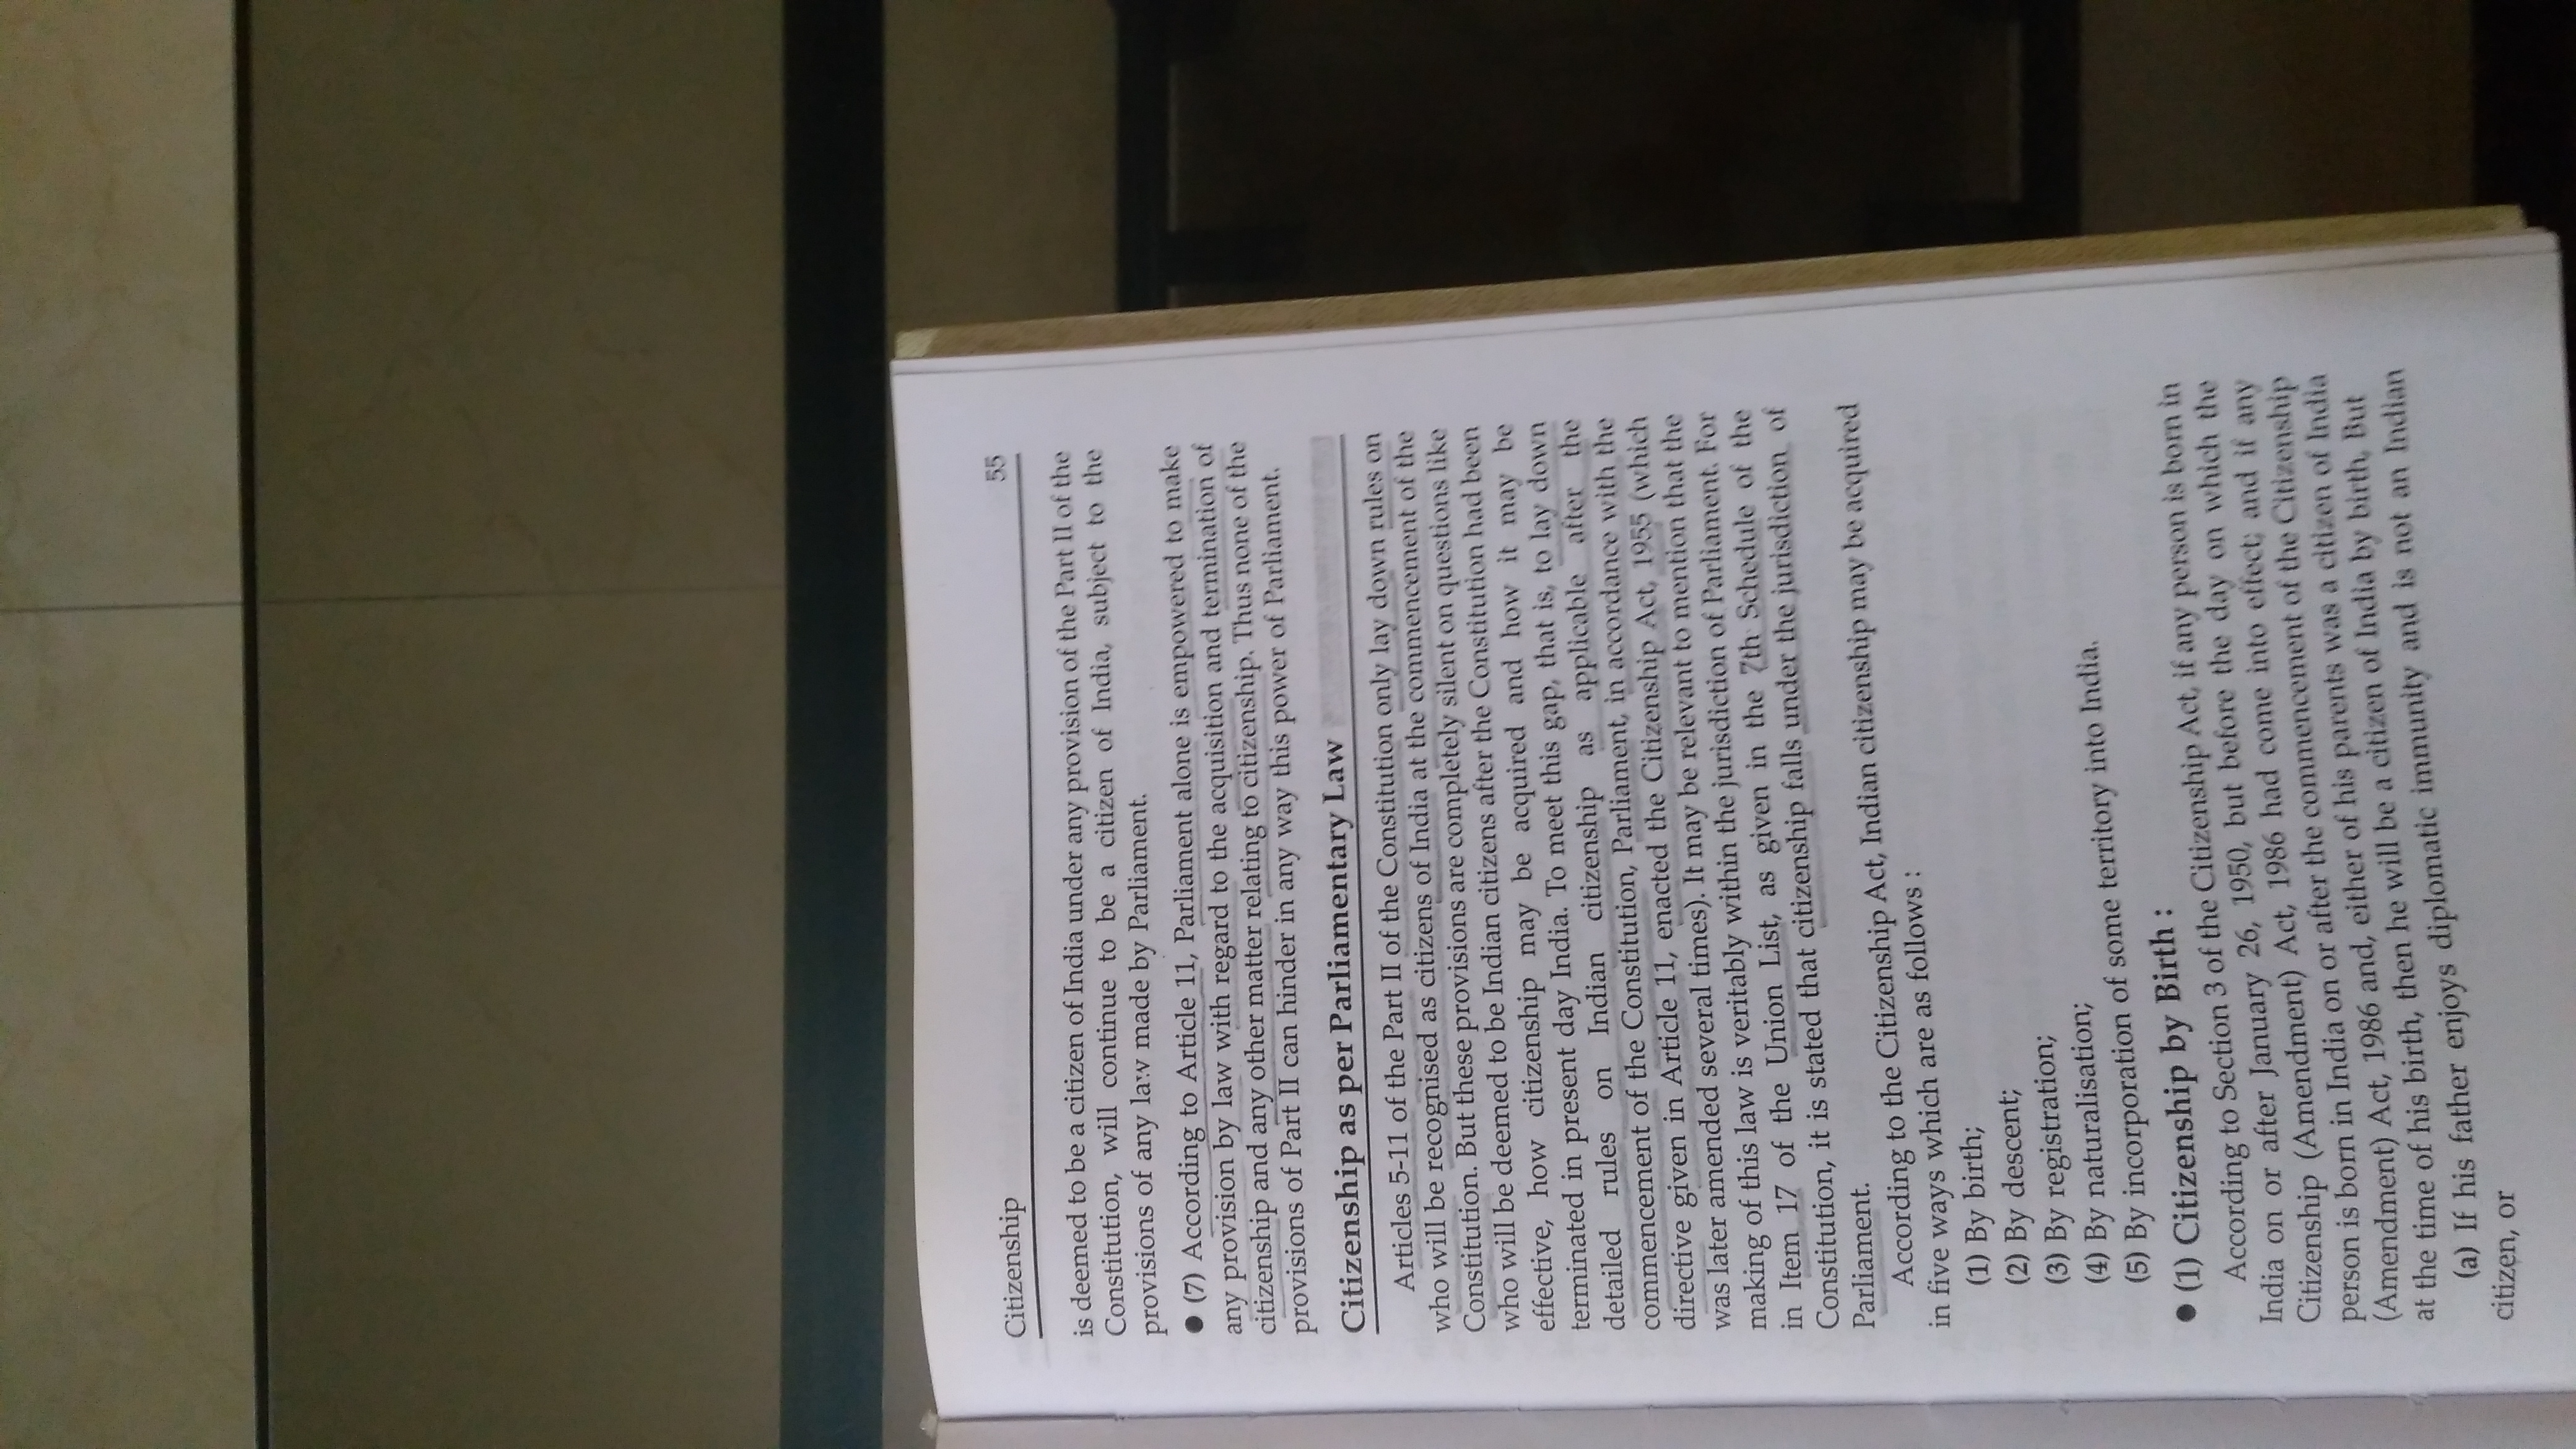 Citizenship 55
is deemed to be a citizen of India under any provision of the Part II of the
Constitution, will continue to be a citizen of India, subject to the
provisions of any law made by Parliament.
● (7) According to Article 11, Parliament alone is empowered to make
any provision by law with regard to the acquisition and termination of
citizenship and any other matter relating to citizenship. Thus none of the
provisions of Part II can hinder in any way this power of Parliament.
Citizenship as per Parliamentary Law
Articles 5-11 of the Part II of the Constitution only lay down rules on
who will be recognised as citizens of India at the commencement of the
Constitution. But these provisions are completely silent on questions like
who will be deemed to be Indian citizens after the Constitution had been
effective, how citizenship may be acquired and how it may be
terminated in present day India. To meet this gap, that is, to lay down
detailed rules on Indian citizenship as applicable after the
commencement of the Constitution, Parliament, in accordance with the
directive given in Article 11, enacted the Citizenship Act, 1955 (which
was later amended several times). It may be relevant to mention that the
making of this law is veritably within the jurisdiction of Parliament. For
in Item 17 of the Union List, as given in the 7th Schedule of the
Constitution, it is stated that citizenship falls under the jurisdiction of
Parliament.
According to the Citizenship Act, Indian citizenship may be acquired
in five ways which are as follows :
(1) By birth;
(2) By descent;
(3) By registration;
(4) By naturalisation;
(5) By incorporation of some territory into India.
● (1) Citizenship by Birth :
According to Section 3 of the Citizenship Act, if any person is born in
India on or after January 26, 1950, but before the day on which the
Citizenship (Amendment) Act, 1986 had come into effect; and if any
person is born in India on or after the commencement of the Citizenship
(Amendment) Act, 1986 and, either of his parents was a citizen of India
at the time of his birth, then he will be a citizen of India by birth, But
(a) If his father enjoys diplomatic immunity and is not an Indian
citizen, or